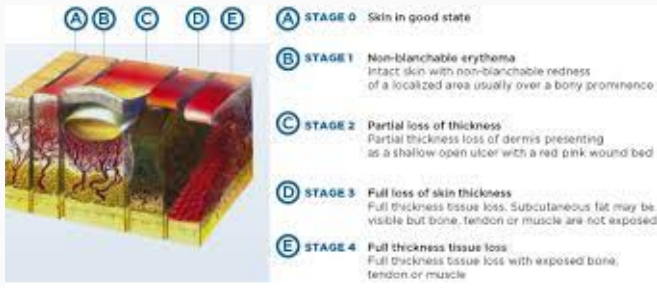 A B C D E
A STAGE 0 Skin in good state
B STAGE 1 Non-blanchable erythema
Intact skin with non-blanchable redness
of a localized area usually over a bony prominence
C STAGE 2 Partial loss of thickness
Partial thickness loss of dermis presenting
as a shallow open ulcer with a red pink wound bed
D STAGE 3 Full loss of skin thickness
Full thickness tissue loss. Subcutaneous fat may be
visible but bone, tendon or muscle are not exposed
E STAGE 4 Full thickness tissue loss
Full thickness tissue loss with exposed bone,
tendon or muscle